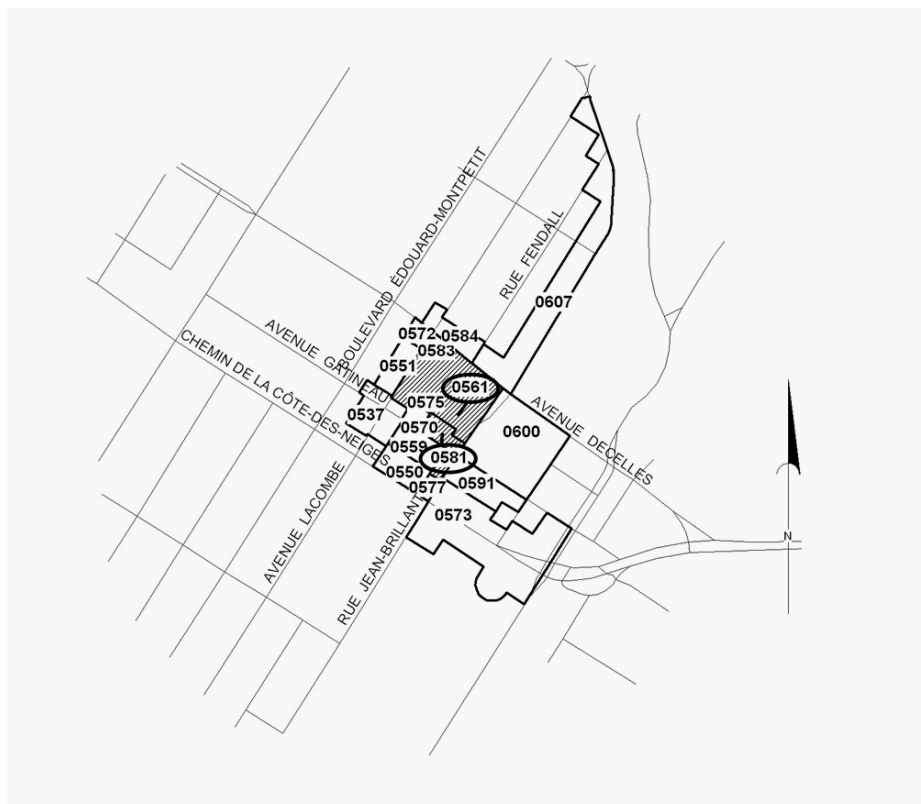 BOULEVARD ÉDOUARD-MONTPETIT
RUE FENDALL
0607
0572
0584
0583
AVENUE GATINEAU
0551
CHEMIN DE LA CÔTE-DES-NEIGES
0561
0575
AVENUE DECELLES
0537
0570
0600
0559
0581
0550
0591
0577
0573
AVENUE LACOMBE
RUE JEAN-BRILLANT
N